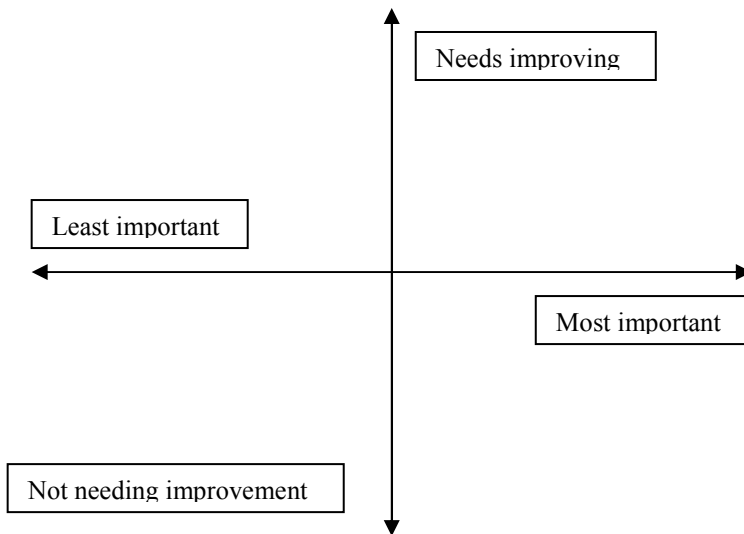 Needs improving
Least important
Most important
Not needing improvement